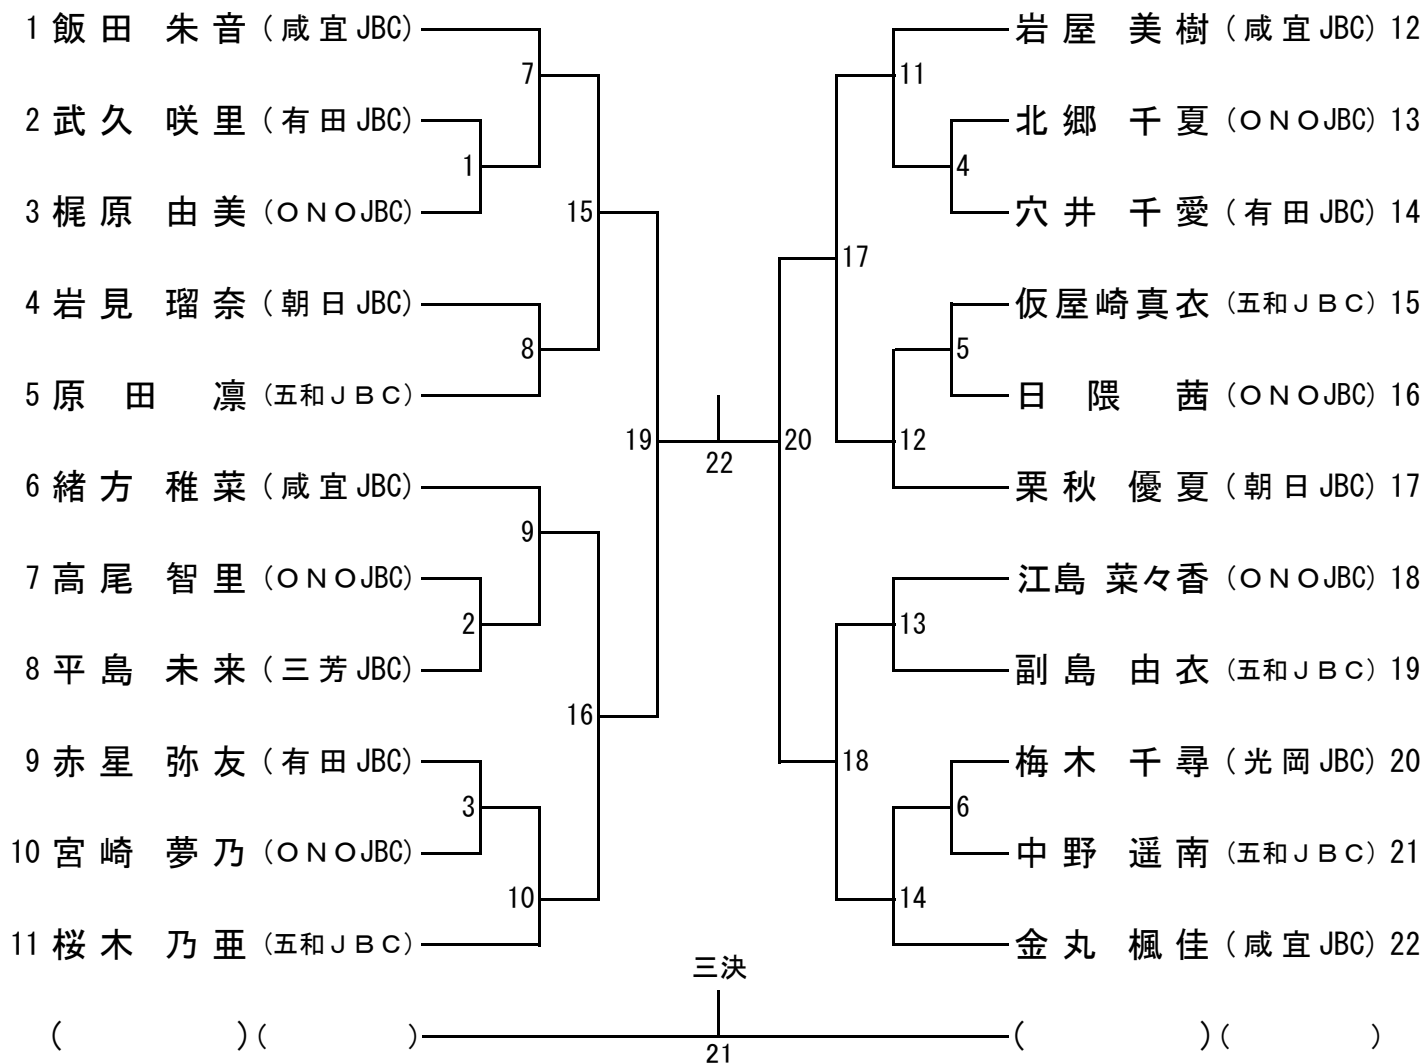 1 飯田 朱音 (咸宜JBC)
7
2 武久 咲里 (有田JBC)
1
3 梶原 由美 (ONOJBC)
15
4 岩見 瑠奈 (朝日JBC)
8
5 原田 凛 (五和JBC)
19
6 緒方 稚菜 (咸宜JBC)
9
7 高尾 智里 (ONOJBC)
2
8 平島 未来 (三芳JBC)
16
9 赤星 弥友 (有田JBC)
3
10 宮崎 夢乃 (ONOJBC)
10
11 桜木 乃亜 (五和JBC)
( ) ( )
22
三決
21
岩屋 美樹 (咸宜JBC) 12
11
北郷 千夏 (ONOJBC) 13
4
穴井 千愛 (有田JBC) 14
17
仮屋崎真衣 (五和JBC) 15
5
日隈 茜 (ONOJBC) 16
12
20
栗秋 優夏 (朝日JBC) 17
江島 菜々香 (ONOJBC) 18
13
副島 由衣 (五和JBC) 19
18
梅木 千尋 (光岡JBC) 20
6
中野 遥南 (五和JBC) 21
14
金丸 楓佳 (咸宜JBC) 22
( ) ( )